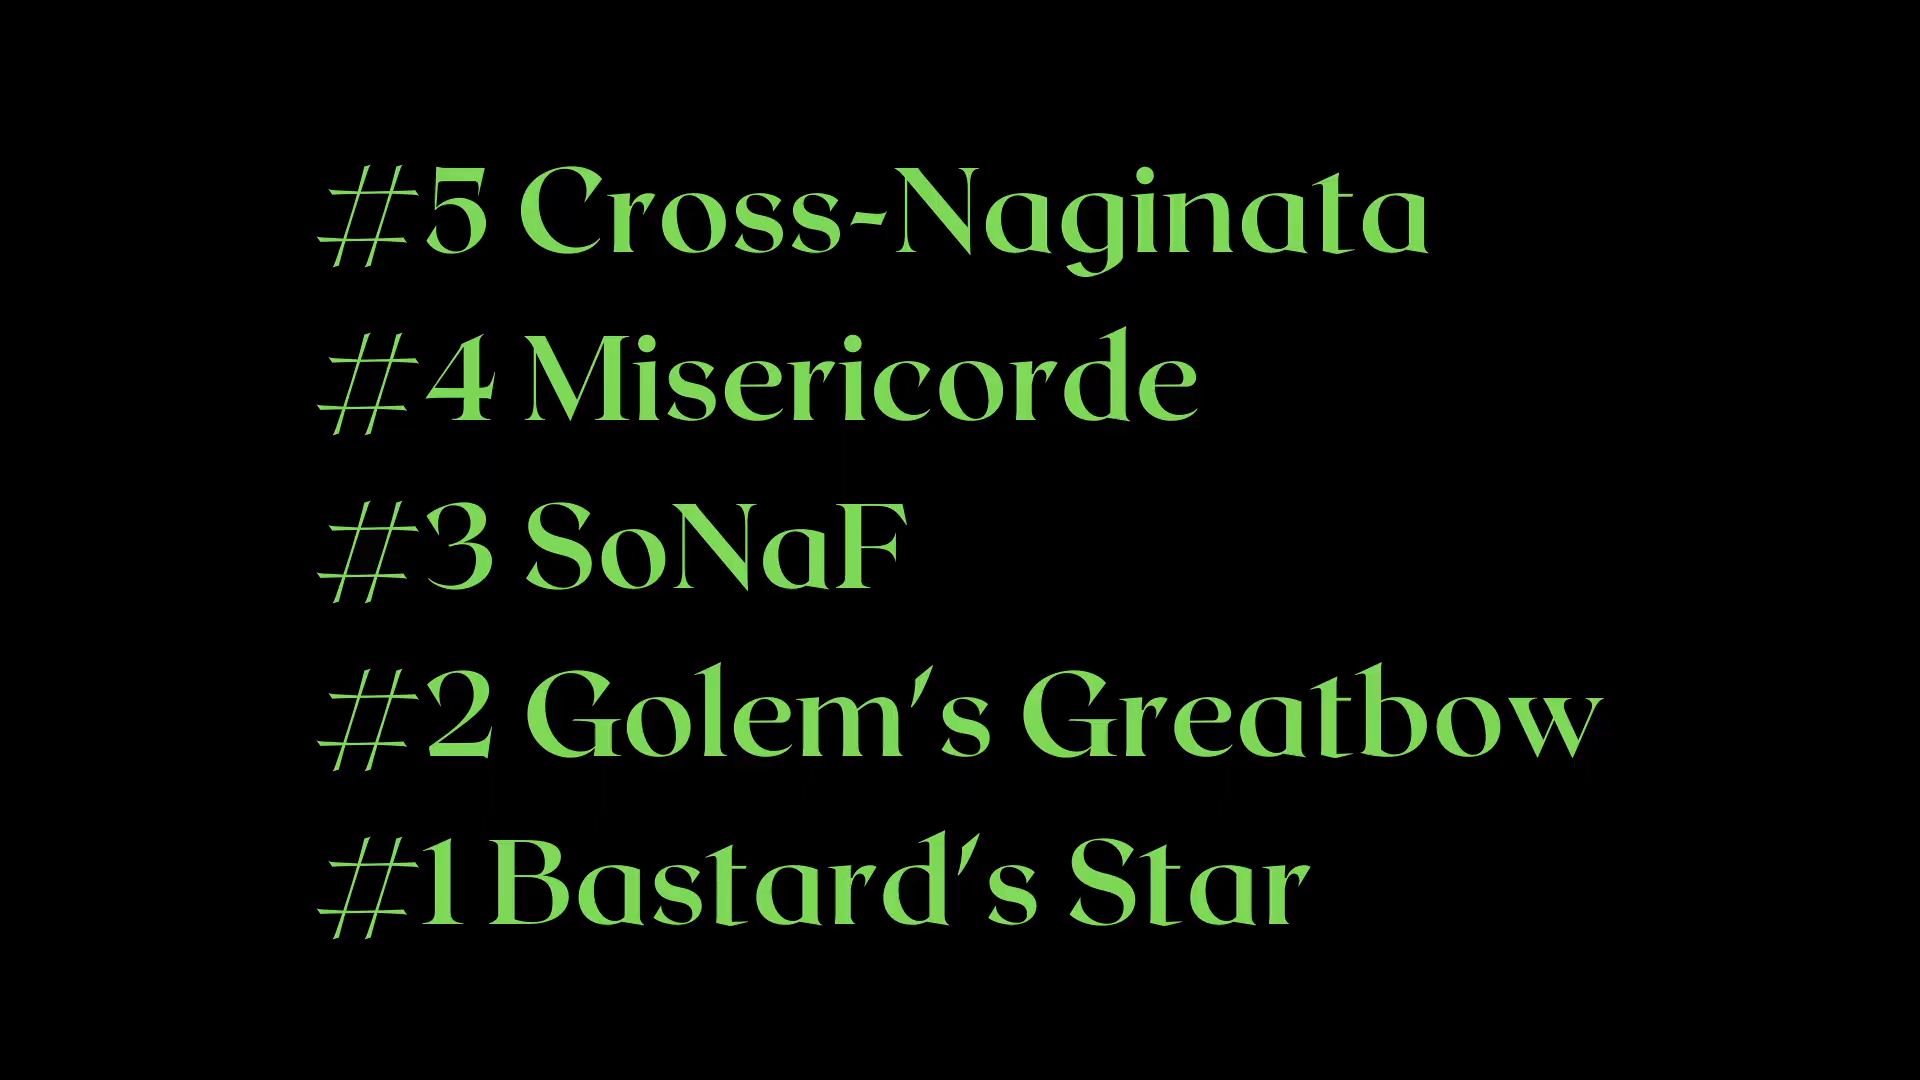 #5 Cross-Naginata
#4 Misericorde
#3 SoNaF
#2 Golem's Greatbow
#1 Bastard's Star